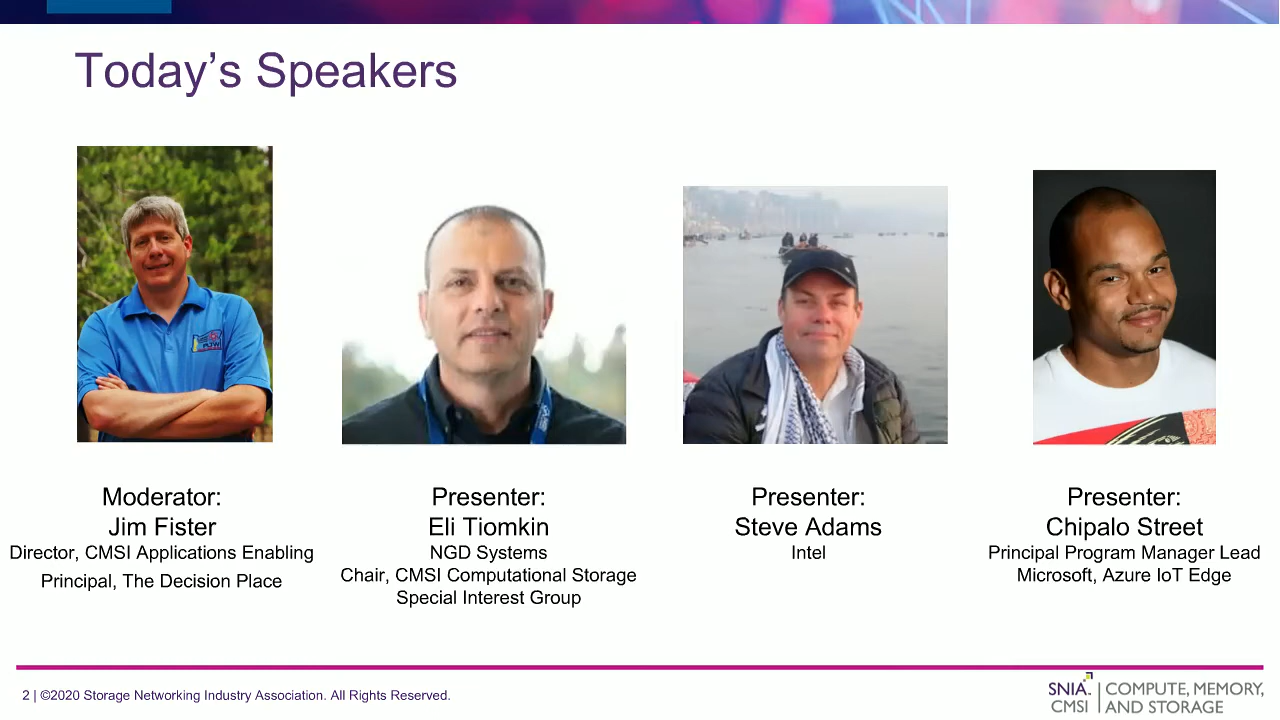 Today’s Speakers
Moderator:
Jim Fister
Director, CMSI Applications Enabling
Principal, The Decision Place
Presenter:
Eli Tiomkin
NGD Systems
Chair, CMSI Computational Storage
Special Interest Group
Presenter:
Steve Adams
Intel
Presenter:
Chipalo Street
Principal Program Manager Lead
Microsoft, Azure IoT Edge
2 | ©2020 Storage Networking Industry Association. All Rights Reserved.
SNIA.
CMSI
COMPUTE, MEMORY,
AND STORAGE